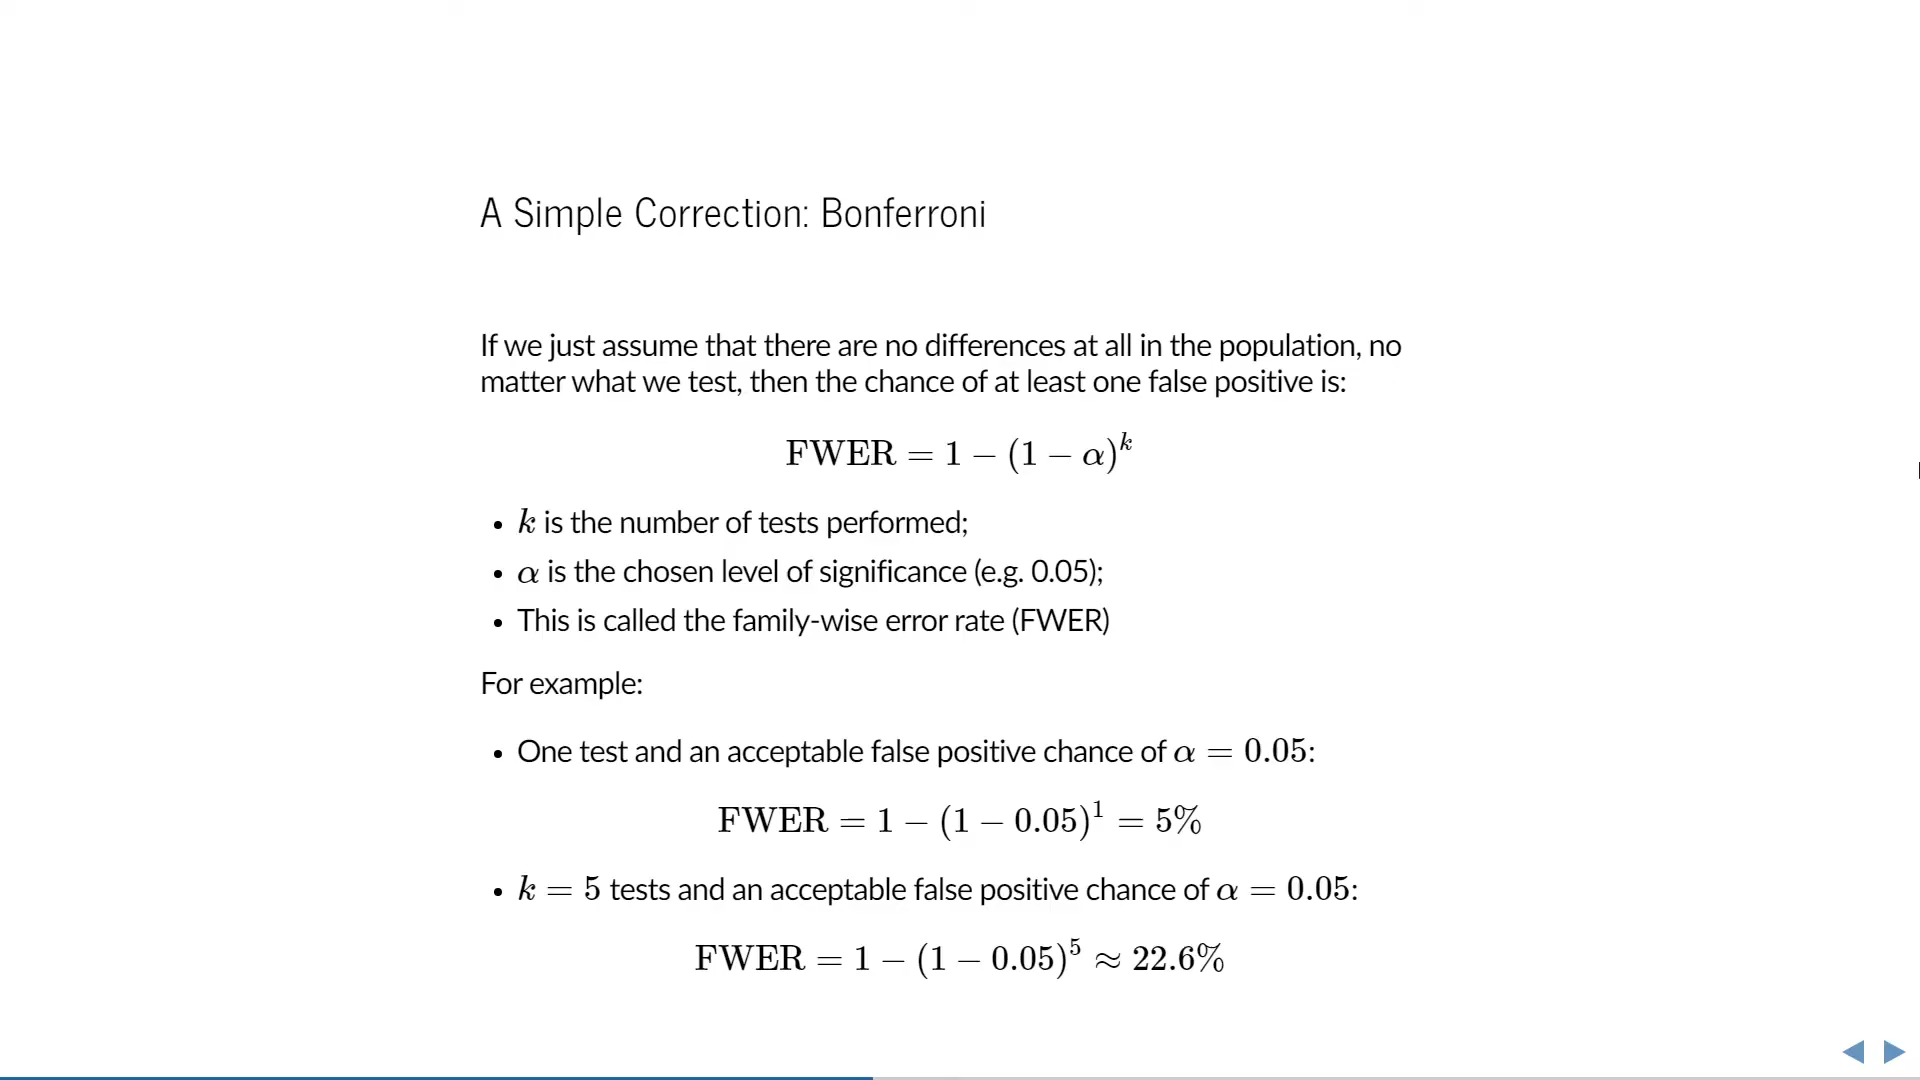 A Simple Correction: Bonferroni
If we just assume that there are no differences at all in the population, no
matter what we test, then the chance of at least one false positive is:
FWER = 1 − (1 − α)^k
• k is the number of tests performed;
• α is the chosen level of significance (e.g. 0.05);
• This is called the family-wise error rate (FWER)
For example:
• One test and an acceptable false positive chance of α = 0.05:
FWER = 1 − (1 − 0.05)^1 = 5%
• k = 5 tests and an acceptable false positive chance of α = 0.05:
FWER = 1 − (1 − 0.05)^5 ≈ 22.6%